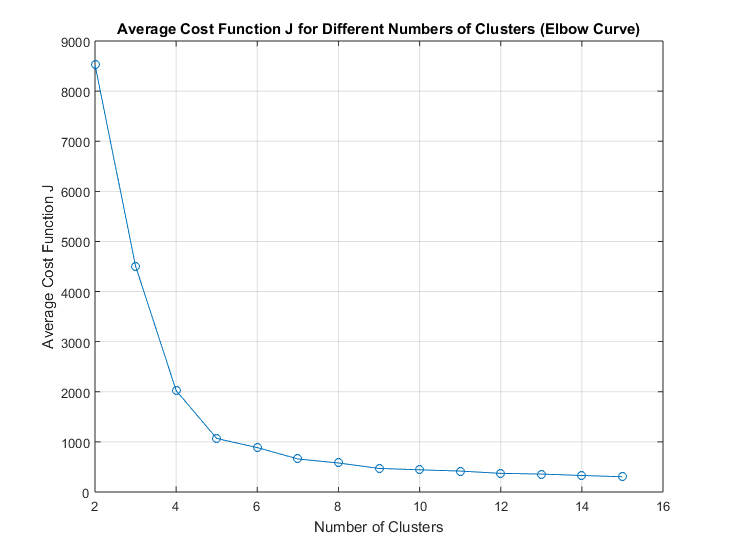 Average Cost Function J for Different Numbers of Clusters (Elbow Curve)
9000
8000
7000
6000
5000
4000
3000
2000
1000
0
Average Cost Function J
2 4 6 8 10 12 14 16
Number of Clusters